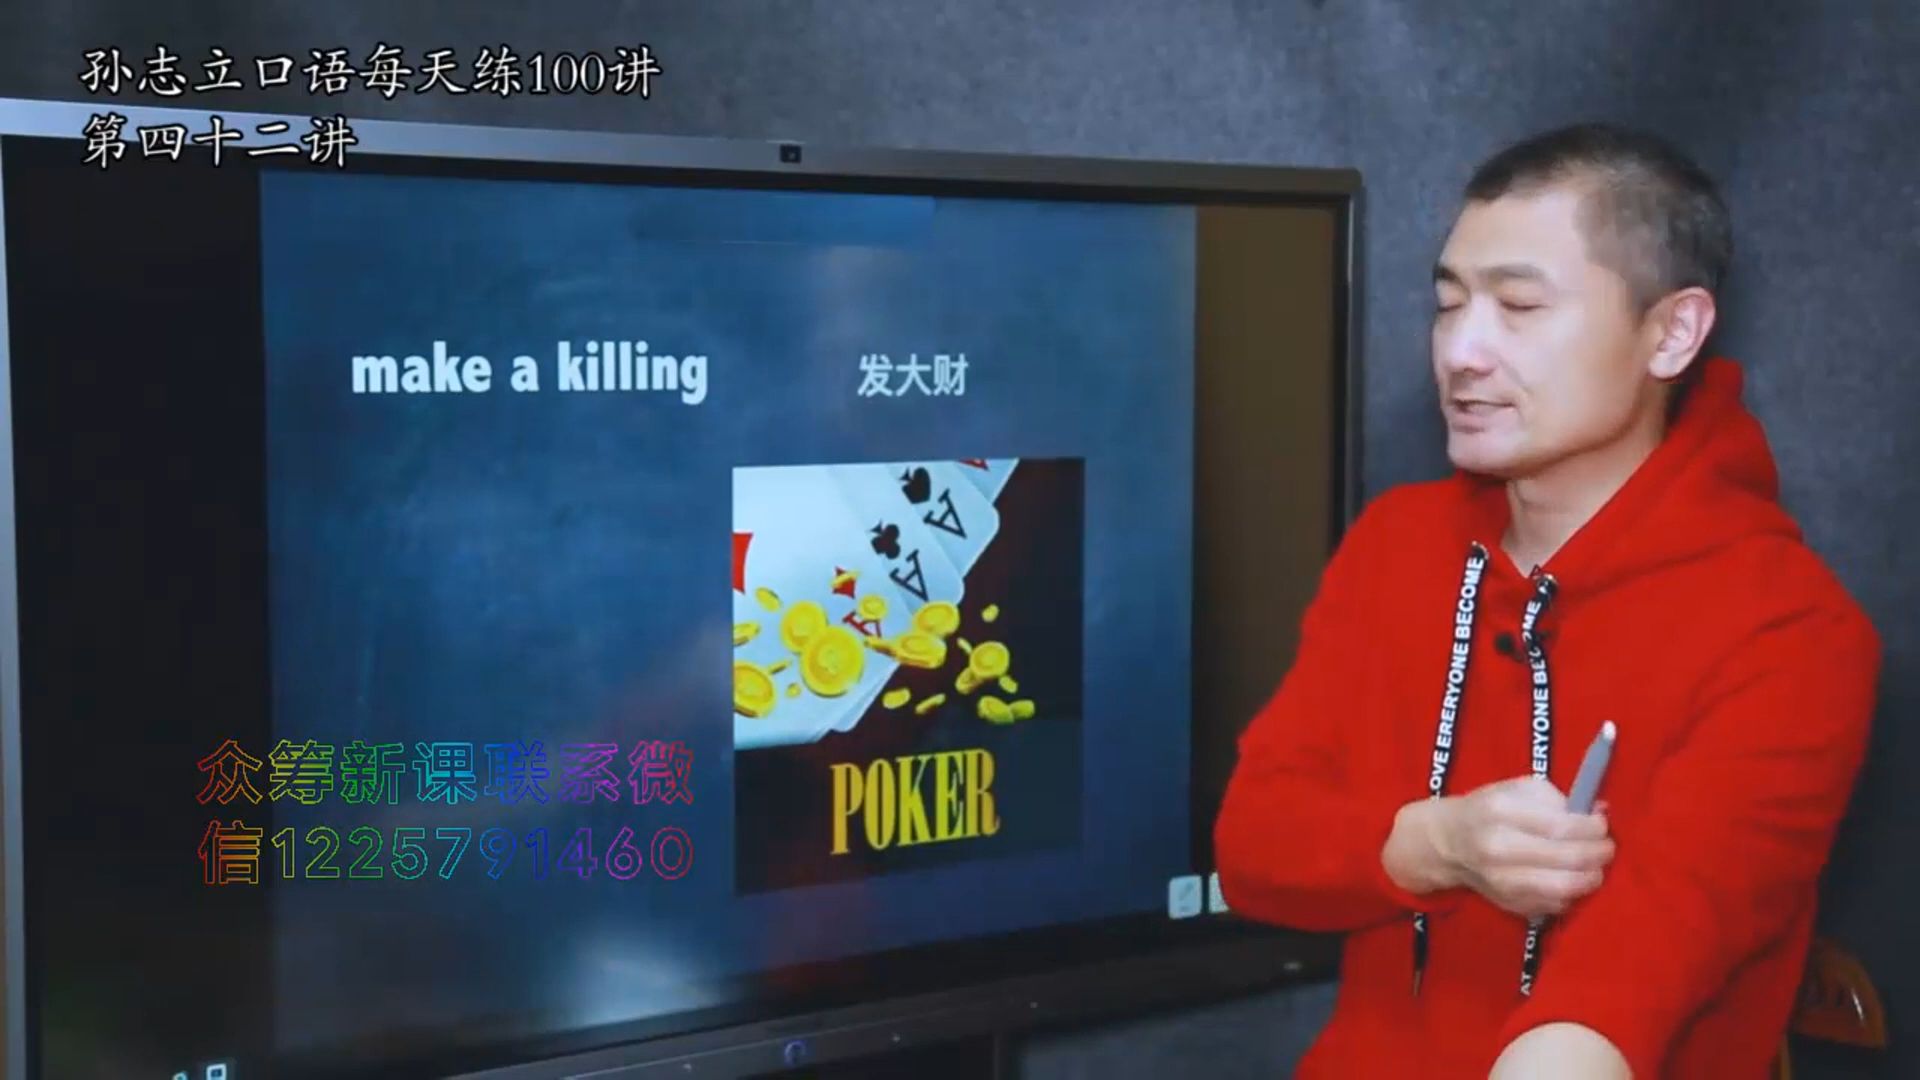 孙志立口语每天练100讲
第四十二讲
make a killing
发大财
A
A
K
POKER
众筹新课联系微
信1225791460
LOVE ERERYONE BECOME